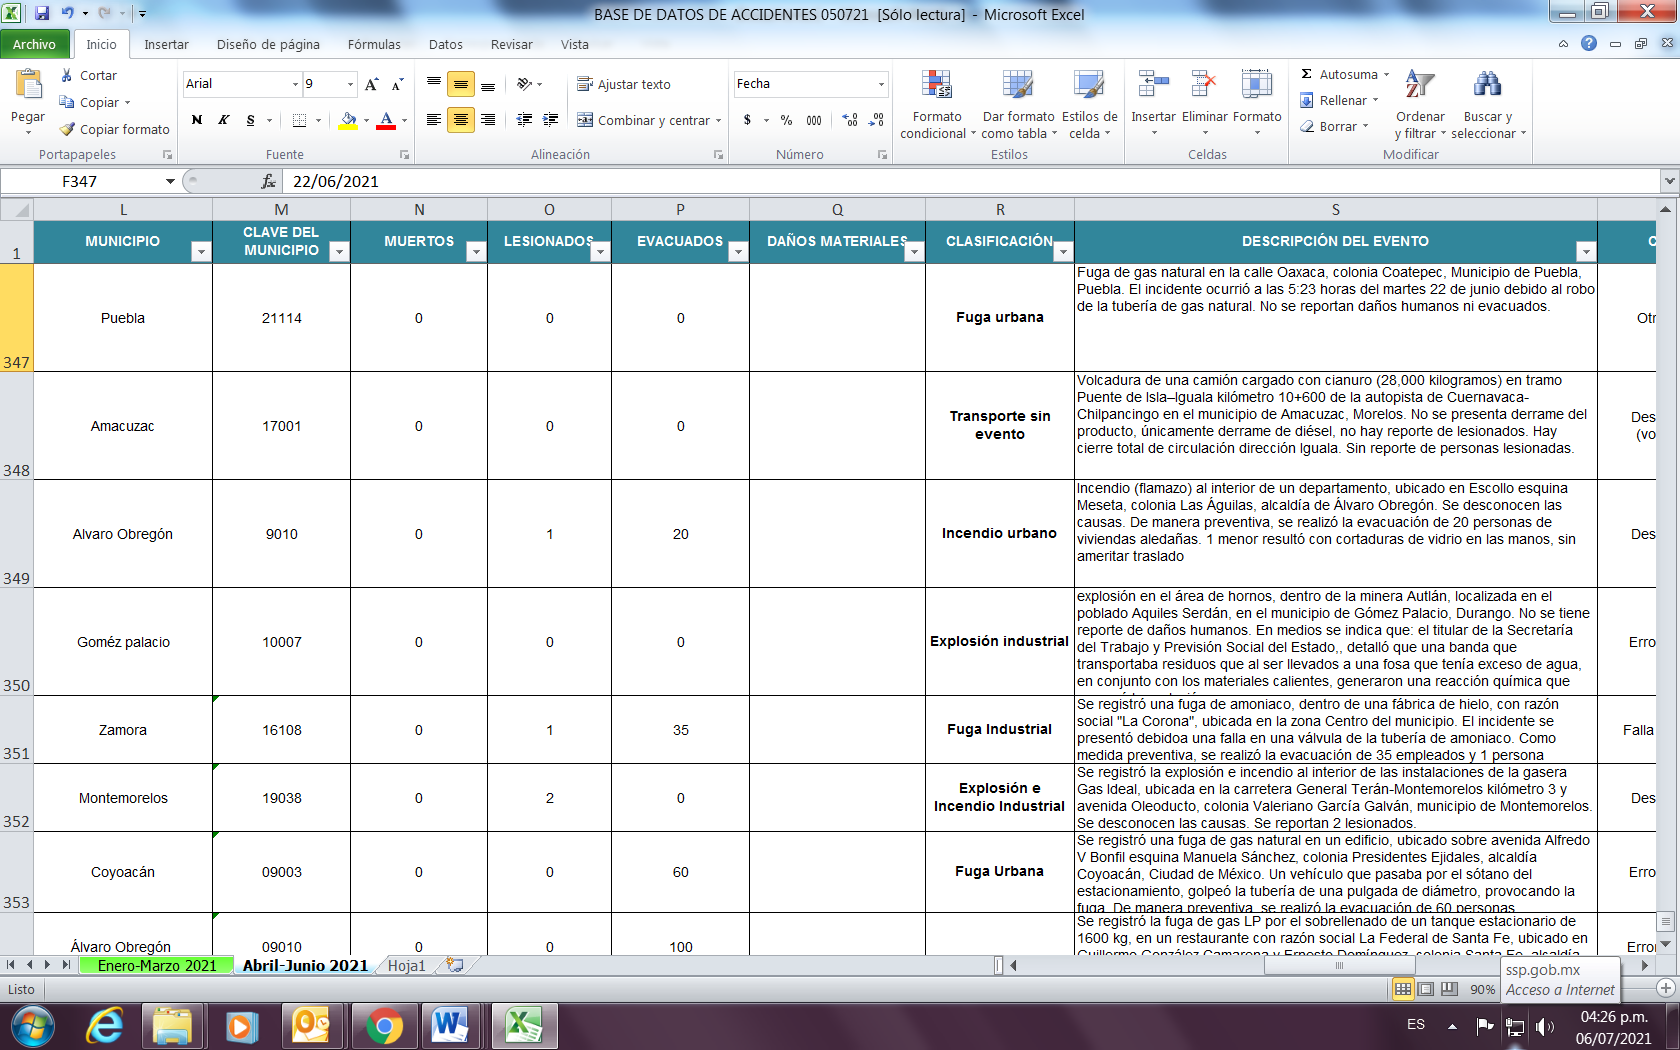 BASE DE DATOS DE ACCIDENTES 050721 [Sólo lectura] - Microsoft Excel
Archivo Inicio Insertar Diseño de página Fórmulas Datos Revisar Vista
Pegar
Cortar
Copiar
Copiar formato
Portapapeles
Arial 9
N K S
Fuente
Ajustar texto
Combinar y centrar
Alineación
Fecha
$ % 000
Número
Formato condicional
Dar formato como tabla
Estilos de celda
Estilos
Insertar Eliminar Formato
Celdas
Autosuma
Rellenar
Borrar
Ordenar y filtrar
Buscar y seleccionar
Modificar
F347 fx 22/06/2021
L M N O P Q R S
1 MUNICIPIO CLAVE DEL MUNICIPIO MUERTOS LESIONADOS EVACUADOS DAÑOS MATERIALES CLASIFICACIÓN DESCRIPCIÓN DEL EVENTO C
347 Puebla 21114 0 0 0 Fuga urbana
Fuga de gas natural en la calle Oaxaca, colonia Coatepec, Municipio de Puebla,
Puebla. El incidente ocurrió a las 5:23 horas del martes 22 de junio debido al robo
de la tubería de gas natural. No se reportan daños humanos ni evacuados.
Otr
348 Amacuzac 17001 0 0 0 Transporte sin evento
Volcadura de una camión cargado con cianuro (28,000 kilogramos) en tramo
Puente de Isla–Iguala kilómetro 10+600 de la autopista de Cuernavaca-
Chilpancingo en el municipio de Amacuzac, Morelos. No se presenta derrame del
producto, únicamente derrame de diésel, no hay reporte de lesionados. Hay
cierre total de circulación dirección Iguala. Sin reporte de personas lesionadas.
Des
(vo
349 Alvaro Obregón 9010 0 1 20 Incendio urbano
Incendio (flamazo) al interior de un departamento, ubicado en Escollo esquina
Meseta, colonia Las Águilas, alcaldía de Álvaro Obregón. Se desconocen las
causas. De manera preventiva, se realizó la evacuación de 20 personas de
viviendas aledañas. 1 menor resultó con cortaduras de vidrio en las manos, sin
ameritar traslado
Des
350 Goméz palacio 10007 0 0 0 Explosión industrial
explosión en el área de hornos, dentro de la minera Autlán, localizada en el
poblado Aquiles Serdán, en el municipio de Gómez Palacio, Durango. No se tiene
reporte de daños humanos. En medios se indica que: el titular de la Secretaría
del Trabajo y Previsión Social del Estado,, detalló que una banda que
transportaba residuos que al ser llevados a una fosa que tenía exceso de agua,
en conjunto con los materiales calientes, generaron una reacción química que
Erro
351 Zamora 16108 0 1 35 Fuga Industrial
Se registró una fuga de amoniaco, dentro de una fábrica de hielo, con razón
social "La Corona", ubicada en la zona Centro del municipio. El incidente se
presentó debidoa una falla en una válvula de la tubería de amoniaco. Como
medida preventiva, se realizó la evacuación de 35 empleados y 1 persona
Falla
352 Montemorelos 19038 0 2 0 Explosión e Incendio Industrial
Se registró la explosión e incendio al interior de las instalaciones de la gasera
Gas Ideal, ubicada en la carretera General Terán-Montemorelos kilómetro 3 y
avenida Oleoducto, colonia Valeriano García Galván, municipio de Montemorelos.
Se desconocen las causas. Se reportan 2 lesionados.
Des
353 Coyoacán 09003 0 0 60 Fuga Urbana
Se registró una fuga de gas natural en un edificio, ubicado sobre avenida Alfredo
V Bonfil esquina Manuela Sánchez, colonia Presidentes Ejidales, alcaldía
Coyoacán, Ciudad de México. Un vehículo que pasaba por el sótano del
estacionamiento, golpeó la tubería de una pulgada de diámetro, provocando la
fuga. De manera preventiva, se realizó la evacuación de 60 personas
Erro
Álvaro Obregón 09010 0 0 100
Se registró la fuga de gas LP por el sobrellenado de un tanque estacionario de
1600 kg, en un restaurante con razón social La Federal de Santa Fe, ubicado en
Guillermo González Camarena y Ernesto Domínguez, colonia Santa Fe, alcaldía
Error
Enero-Marzo 2021 Abril-Junio 2021 Hoja1
Listo 90%
ssp.gob.mx
Acceso a Internet
ES
04:26 p.m.
06/07/2021